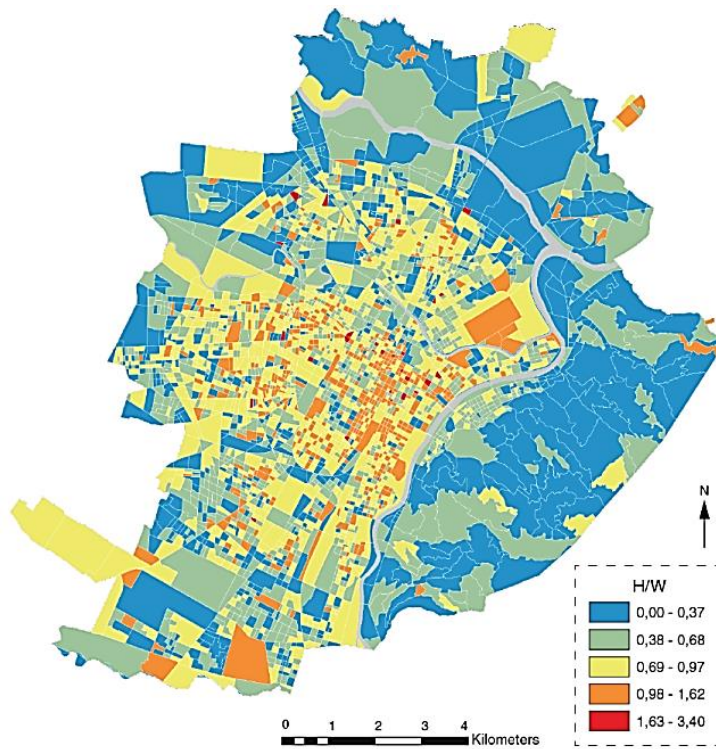 N
H/W
0,00 - 0,37
0,38 - 0,68
0,69 - 0,97
0,98 - 1,62
1,63 - 3,40
0 1 2 3 4
Kilometers